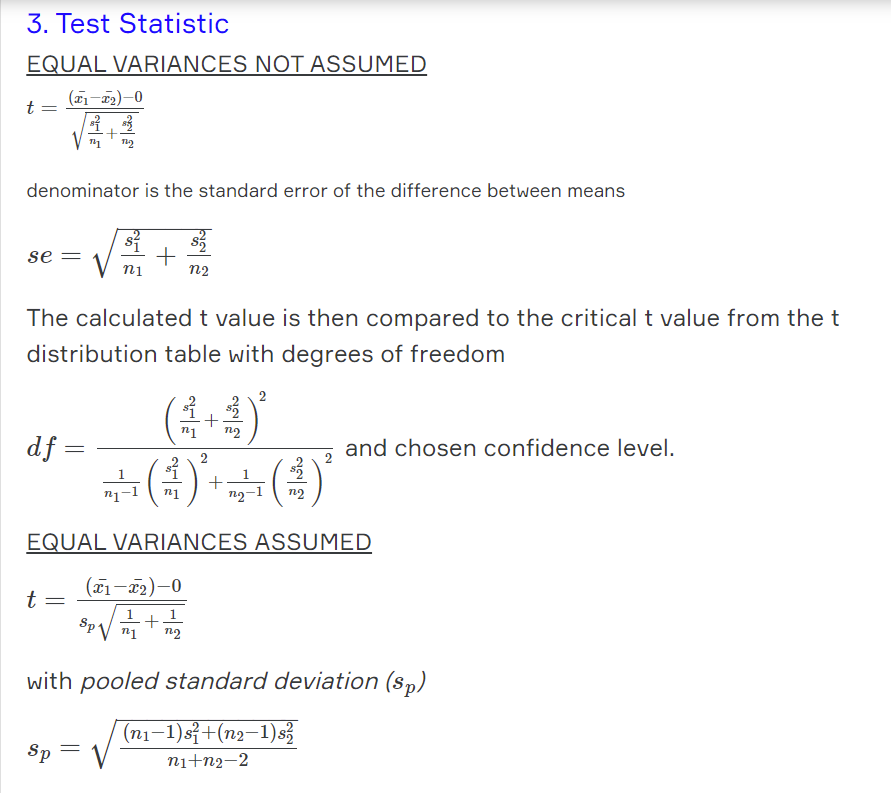 3. Test Statistic
EQUAL VARIANCES NOT ASSUMED
$t = \frac{(\bar{x_1}-\bar{x_2})-0}{\sqrt{\frac{s_1^2}{n_1}+\frac{s_2^2}{n_2}}}$
denominator is the standard error of the difference between means
$se = \sqrt{\frac{s_1^2}{n_1}+\frac{s_2^2}{n_2}}$
The calculated t value is then compared to the critical t value from the t
distribution table with degrees of freedom
$df = \frac{\left(\frac{s_1^2}{n_1}+\frac{s_2^2}{n_2}\right)^2}{\frac{1}{n_1-1}\left(\frac{s_1^2}{n_1}\right)^2+\frac{1}{n_2-1}\left(\frac{s_2^2}{n_2}\right)^2}$ and chosen confidence level.
EQUAL VARIANCES ASSUMED
$t = \frac{(\bar{x_1}-\bar{x_2})-0}{s_p\sqrt{\frac{1}{n_1}+\frac{1}{n_2}}}$
with pooled standard deviation ($s_p$)
$s_p = \sqrt{\frac{(n_1-1)s_1^2+(n_2-1)s_2^2}{n_1+n_2-2}}$